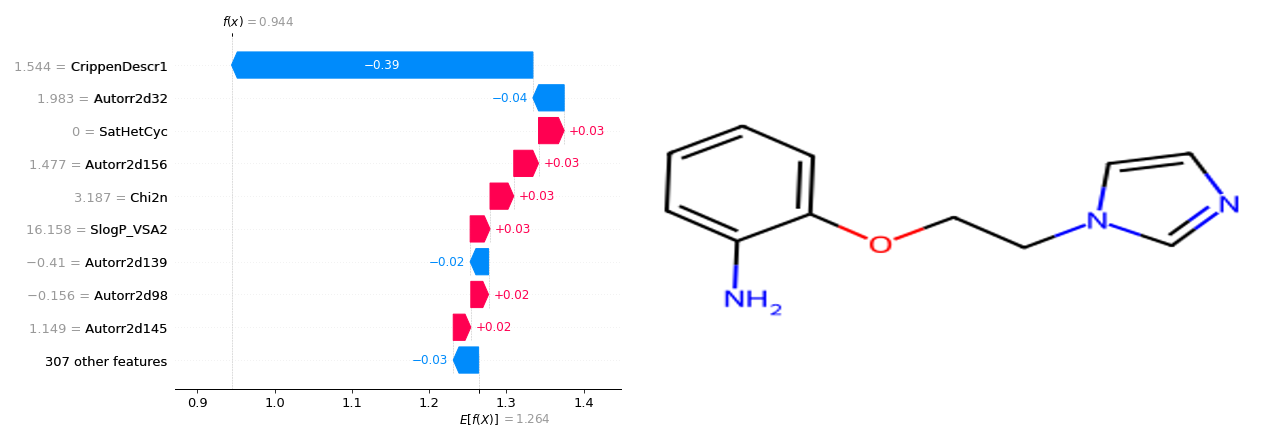 f(x) = 0.944
1.544 = CrippenDescr1
−0.39
1.983 = Autorr2d32
−0.04
0 = SatHetCyc
+0.03
1.477 = Autorr2d156
+0.03
3.187 = Chi2n
+0.03
16.158 = SlogP_VSA2
+0.03
−0.41 = Autorr2d139
−0.02
−0.156 = Autorr2d98
+0.02
1.149 = Autorr2d145
+0.02
307 other features
−0.03
0.9 1.0 1.1 1.2 1.3 1.4
E[f(X)] = 1.264
N
N
O
NH2